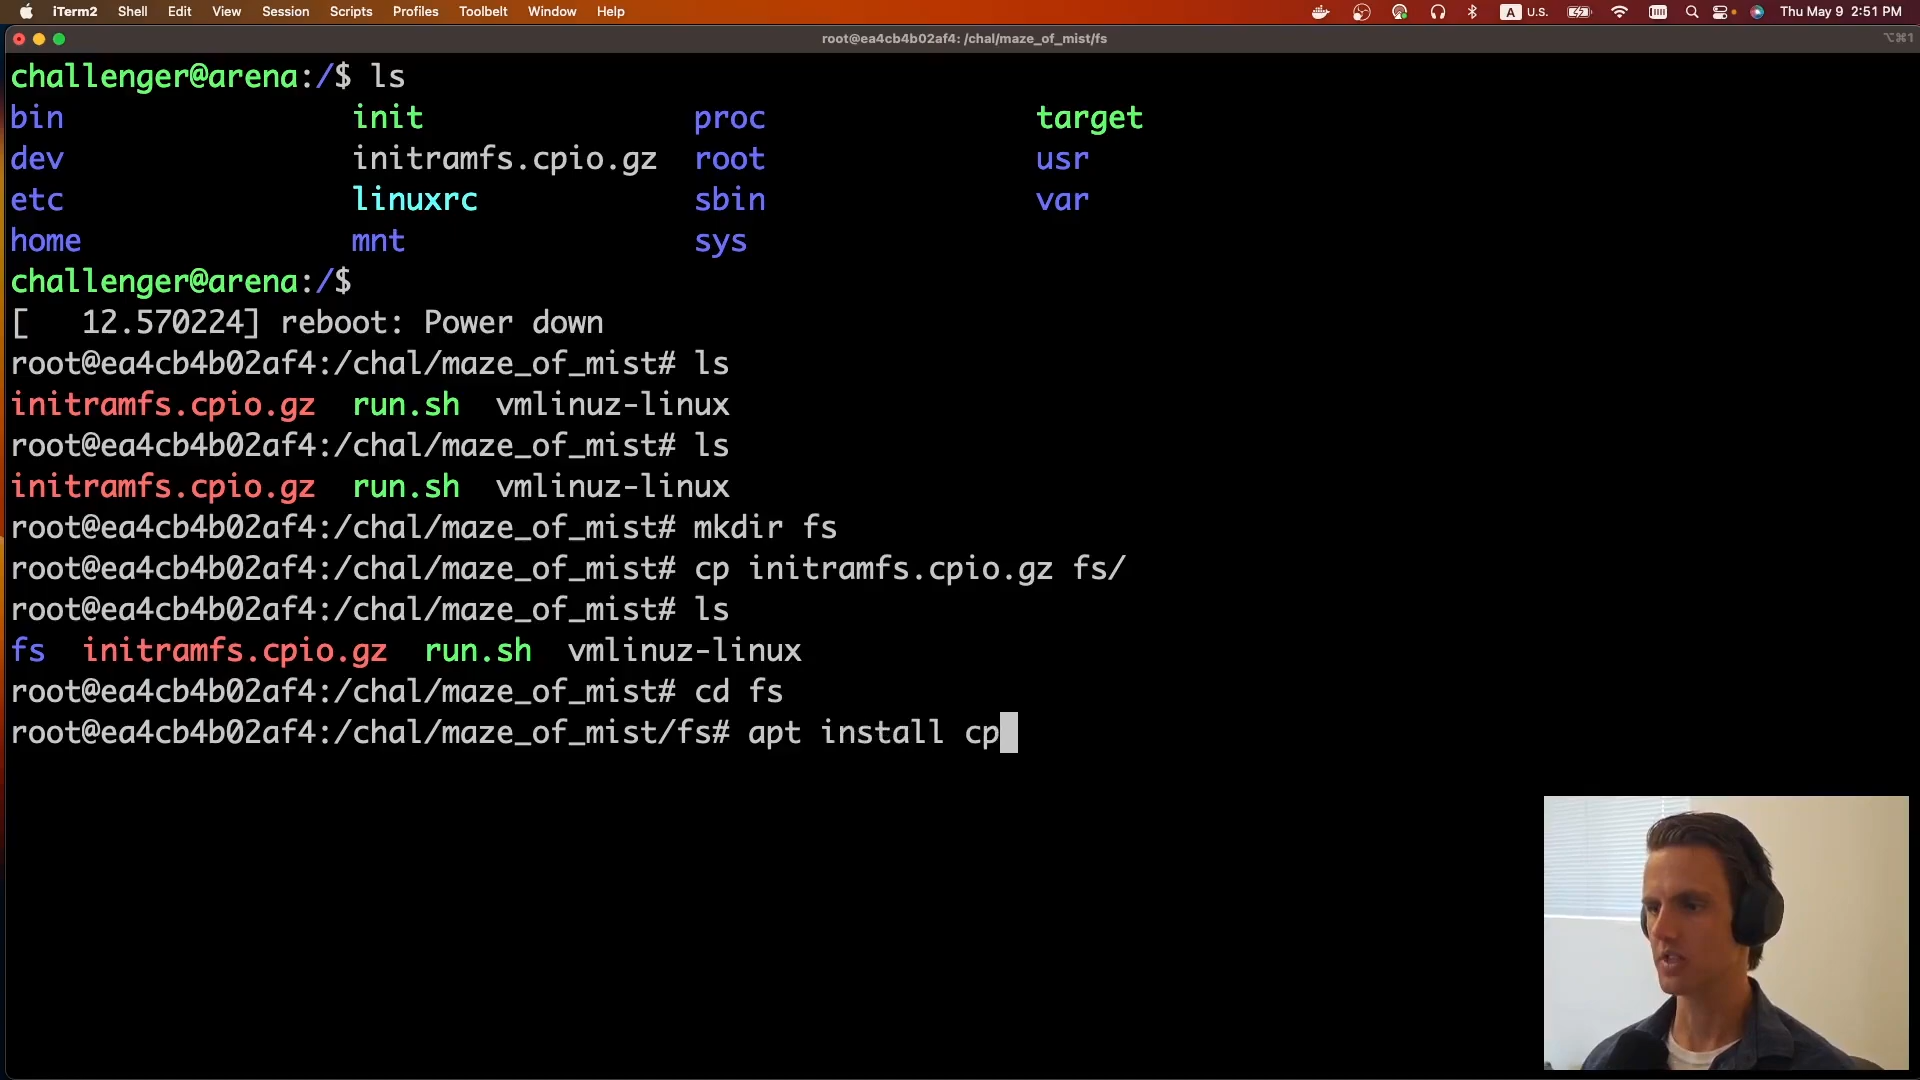 iTerm2 Shell Edit View Session Scripts Profiles Toolbelt Window Help A U.S. Thu May 9 2:51 PM
root@ea4cb4b02af4: /chal/maze_of_mist/fs ⌥⌘1
challenger@arena:/$ ls
bin init proc target
dev initramfs.cpio.gz root usr
etc linuxrc sbin var
home mnt sys
challenger@arena:/$
[   12.570224] reboot: Power down
root@ea4cb4b02af4:/chal/maze_of_mist# ls
initramfs.cpio.gz run.sh vmlinuz-linux
root@ea4cb4b02af4:/chal/maze_of_mist# ls
initramfs.cpio.gz run.sh vmlinuz-linux
root@ea4cb4b02af4:/chal/maze_of_mist# mkdir fs
root@ea4cb4b02af4:/chal/maze_of_mist# cp initramfs.cpio.gz fs/
root@ea4cb4b02af4:/chal/maze_of_mist# ls
fs initramfs.cpio.gz run.sh vmlinuz-linux
root@ea4cb4b02af4:/chal/maze_of_mist# cd fs
root@ea4cb4b02af4:/chal/maze_of_mist/fs# apt install cp